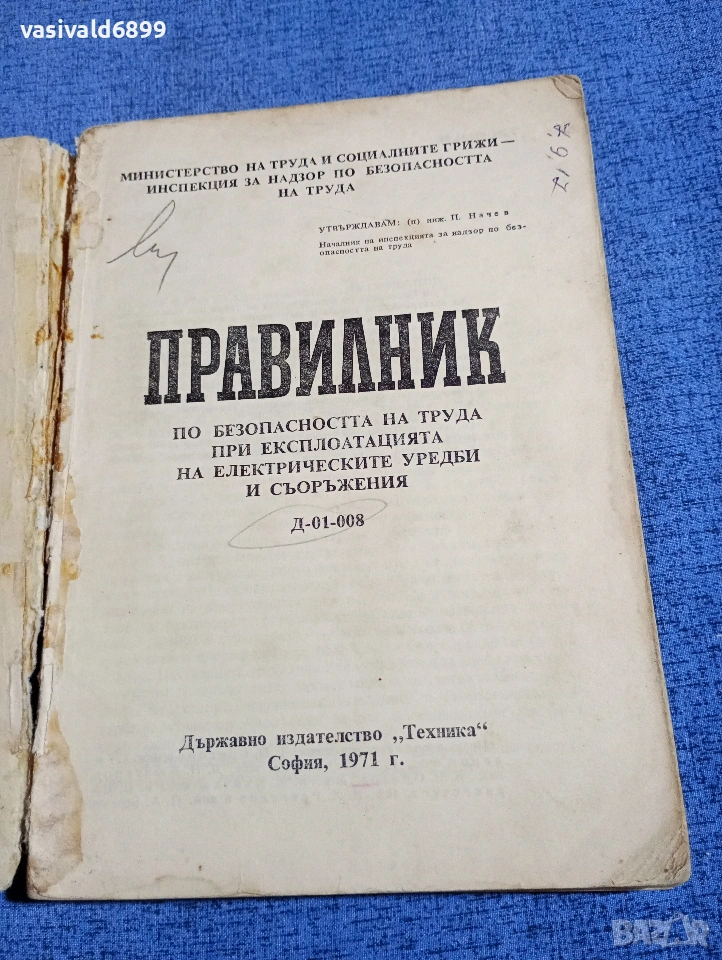 vasivald6899
МИНИСТЕРСТВО НА ТРУДА И СОЦИАЛНИТЕ ГРИЖИ —
ИНСПЕКЦИЯ ЗА НАДЗОР ПО БЕЗОПАСНОСТТА
НА ТРУДА
УТВЪРЖДАВАМ: (п) инж. П. Начев
Началник на инспекцията за надзор по без-
опасността на труда
ПРАВИЛНИК
ПО БЕЗОПАСНОСТТА НА ТРУДА
ПРИ ЕКСПЛОАТАЦИЯТА
НА ЕЛЕКТРИЧЕСКИТЕ УРЕДБИ
И СЪОРЪЖЕНИЯ
Д-01-008
Държавно издателство „Техника“
София, 1971 г.
BAZAR